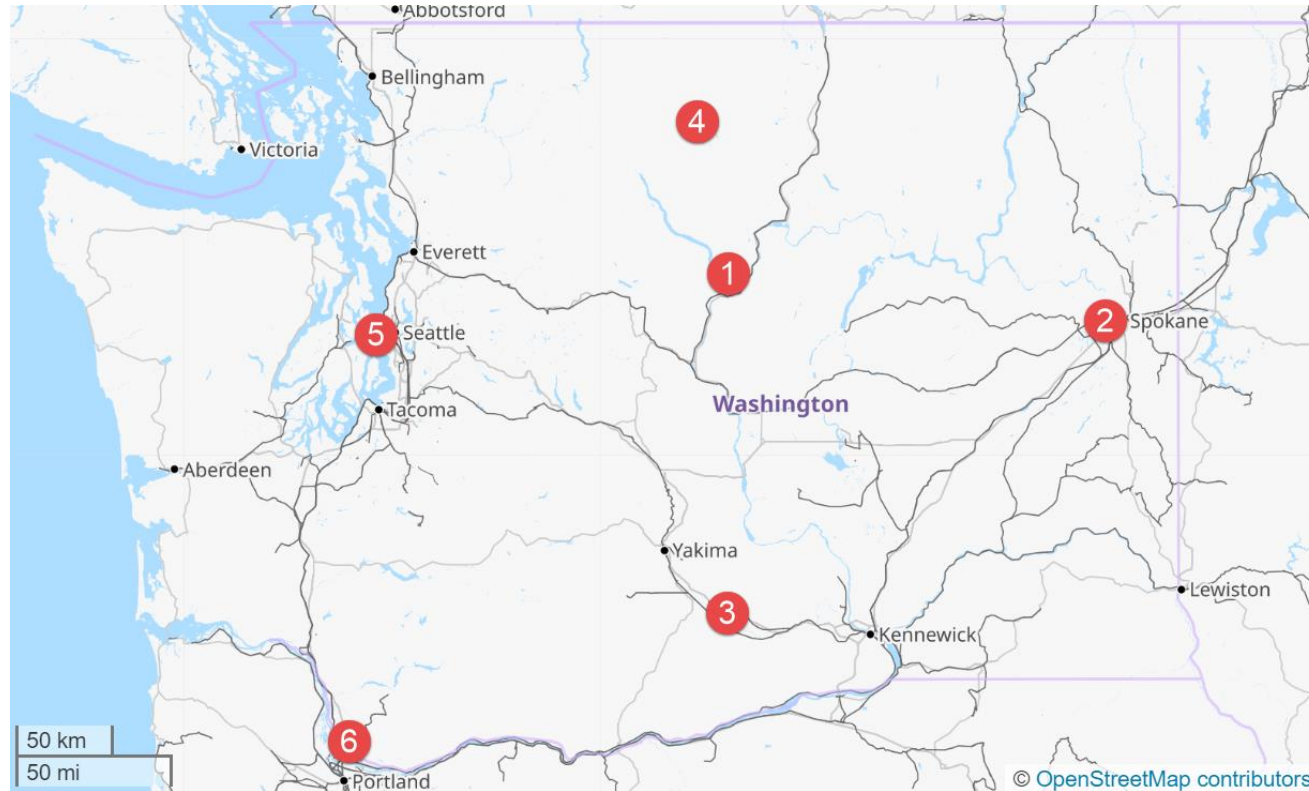 Abbotsford
Bellingham
4
Victoria
Everett
1
5
Seattle
2
Spokane
Tacoma
Washington
Aberdeen
Yakima
Lewiston
3
Kennewick
50 km
6
50 mi
Portland
© OpenStreetMap contributors